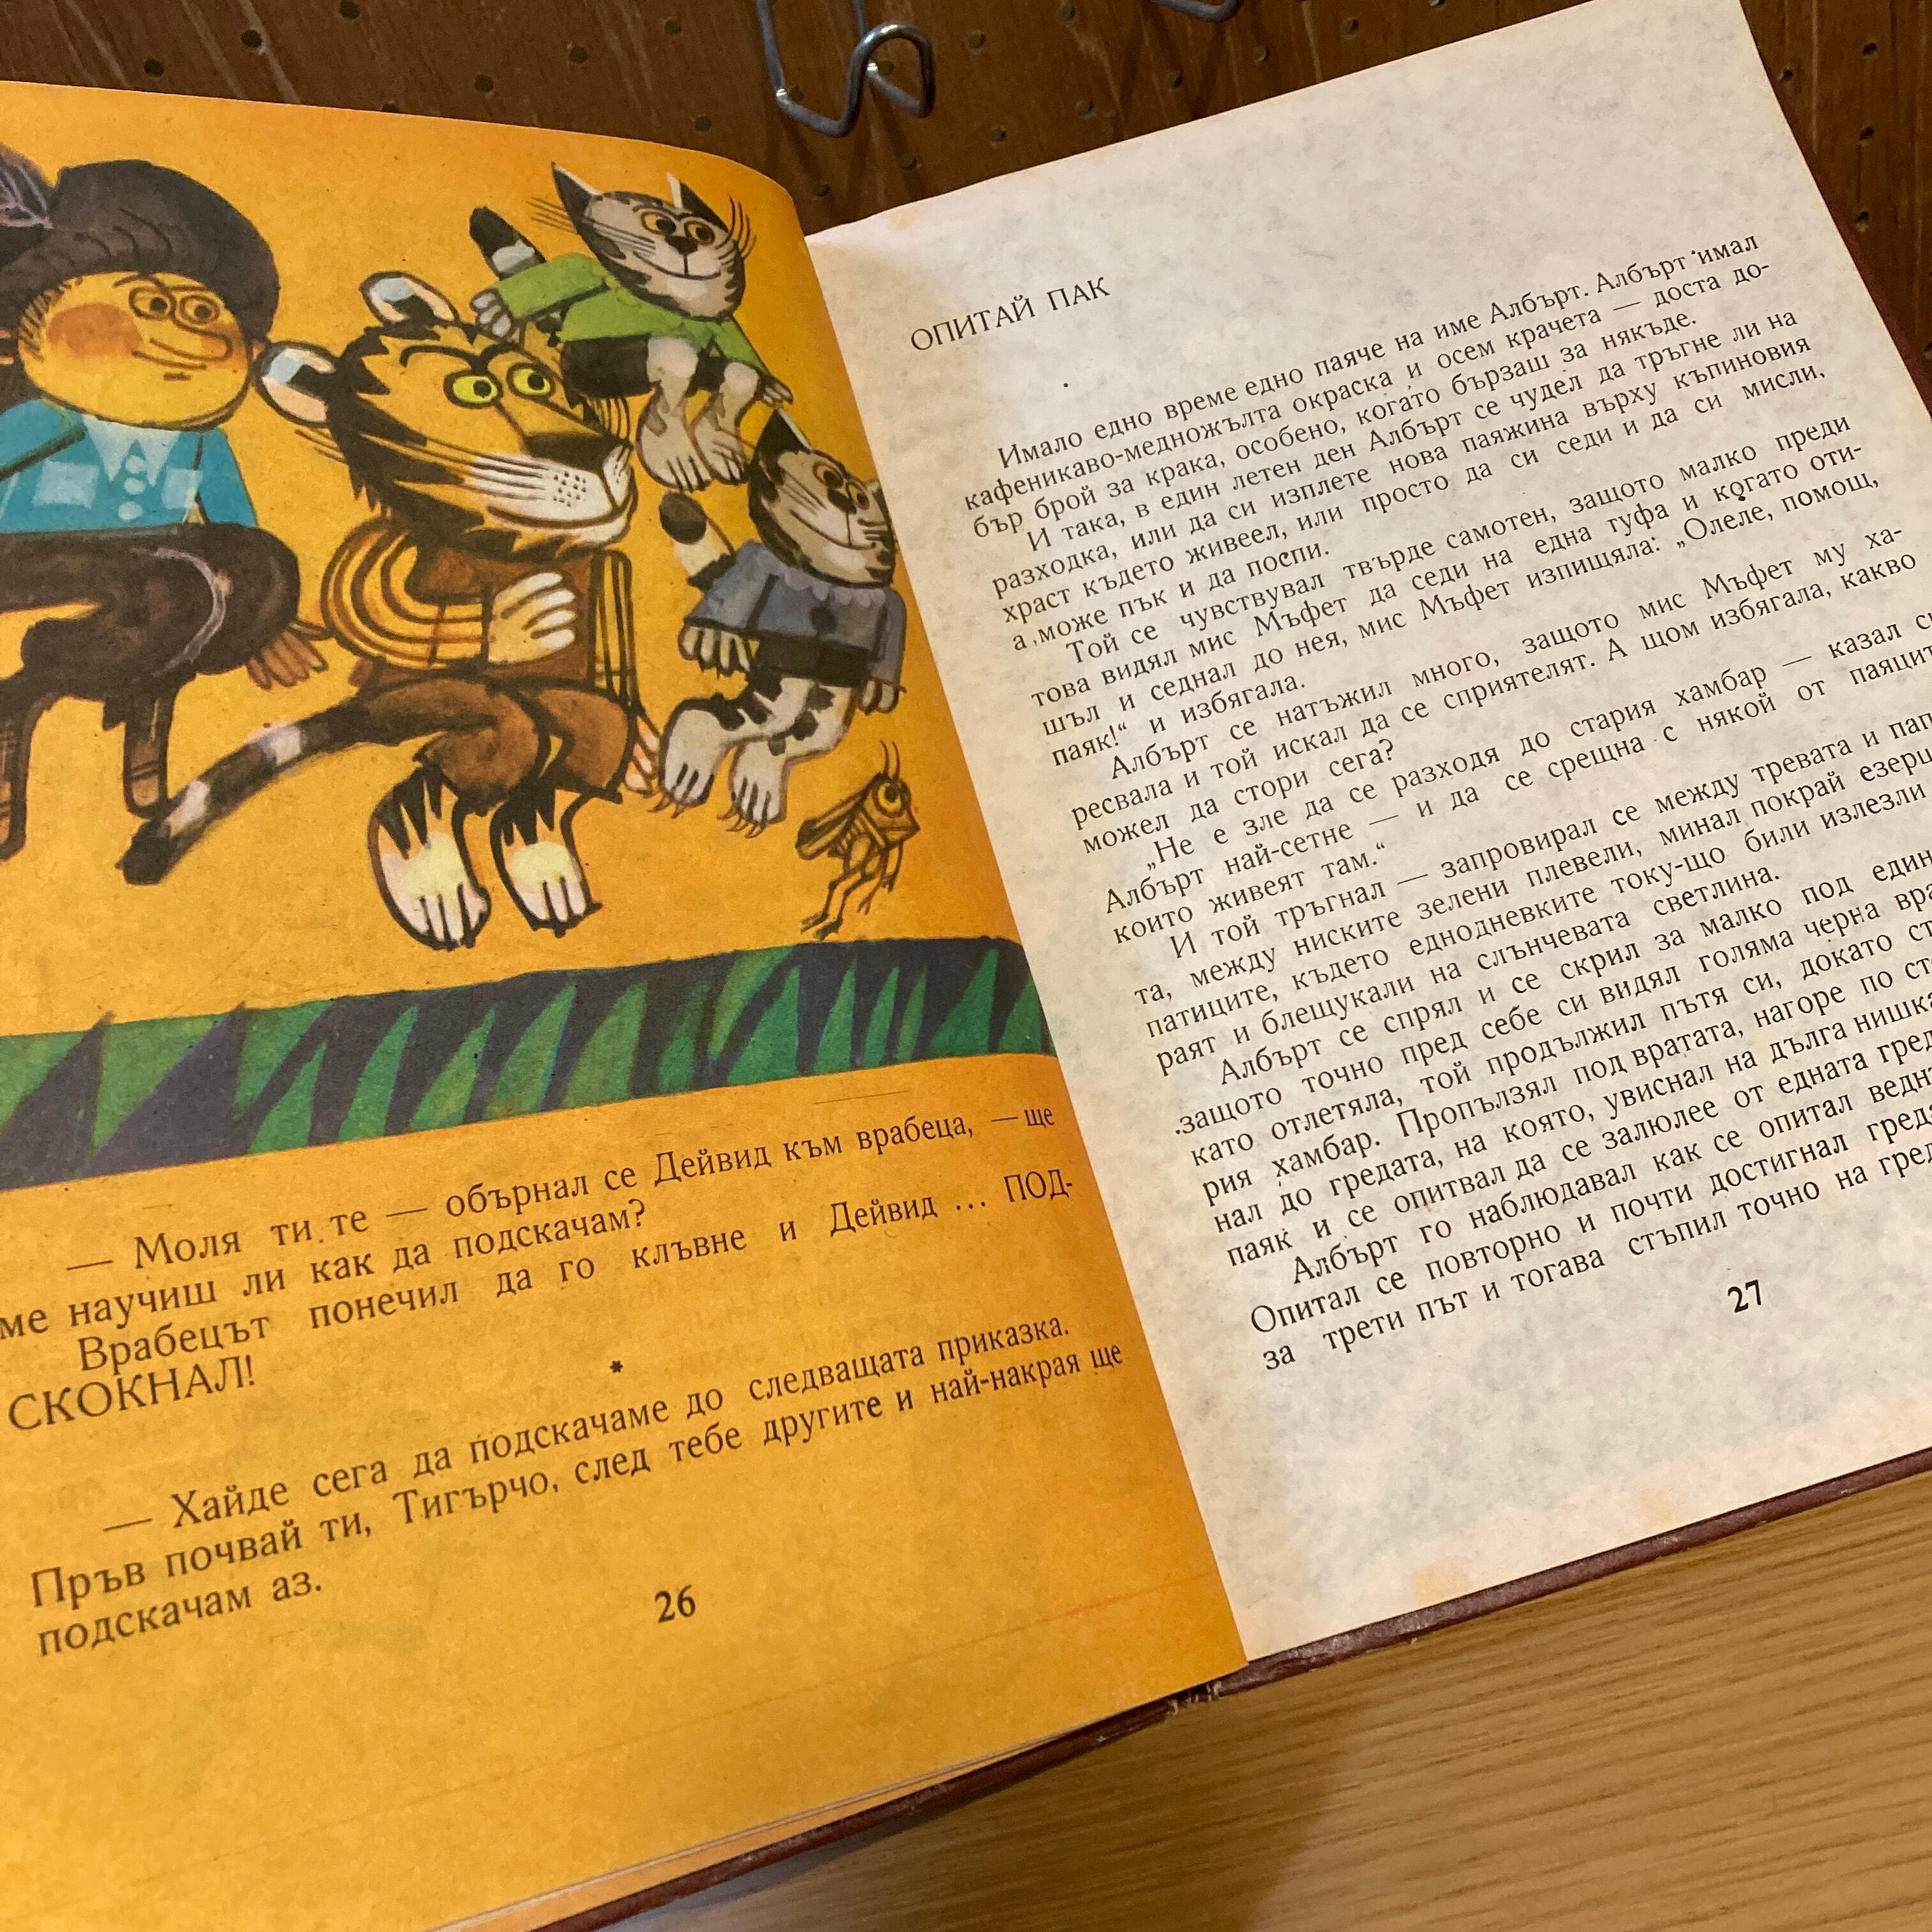 — Моля ти те — обърнал се Дейвид към врабеца, — ще
ме научиш ли как да подскачам?
Врабецът понечил да го клъвне и Дейвид ... ПОД-
СКОКНАЛ!
*
— Хайде сега да подскачаме до следващата приказка.
Пръв почвай ти, Тигърчо, след тебе другите и най-накрая ще
подскачам аз.
26
ОПИТАЙ ПАК
Имало едно време едно паяче на име Албърт. Албърт имал
кафеникаво-медножълта окраска и осем крачета — доста до-
бър брой за крака, особено, когато бързаш за някъде.
И така, в един летен ден Албърт се чудел да тръгне ли на
разходка, или да си изплете нова паяжина върху къпиновия
храст където живеел, или просто да си седи и да си мисли,
а може пък и да поспи.
Той се чувствувал твърде самотен, защото малко преди
това видял мис Мъфет да седи на една туфа и когато оти-
шъл и седнал до нея, мис Мъфет изпищяла: „Олеле, помощ,
паяк!“ и избягала.
Албърт се натъжил много, защото мис Мъфет му ха-
ресвала и той искал да се сприятелят. А щом избягала, какво
можел да стори сега?
„Не е зле да се разходя до стария хамбар — казал си
Албърт най-сетне — и да се срещна с някой от
които живеят там.“
И той тръгнал — запровирал се между тревата и
та, между ниските зелени плевели, минал покрай
патиците, където еднодневките току-що били излезли
раят и блещукали на слънчевата светлина.
Албърт се спрял и се скрил за малко под един
защото точно пред себе си видял голяма черна
като отлетяла, той продължил пътя си, докато
рия хамбар. Пропълзял под вратата, нагоре по
нал до гредата, на която, увиснал на дълга
паяк и се опитвал да се залюлее от едната
Албърт го наблюдавал как се опитал
Опитал се повторно и почти достигнал
за трети път и тогава стъпил точно на
27